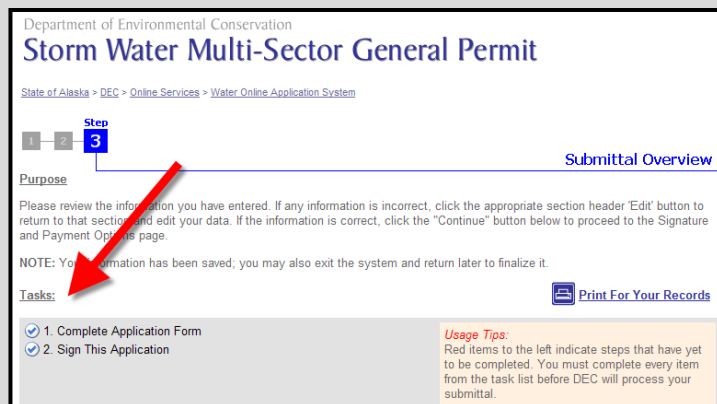 Department of Environmental Conservation
Storm Water Multi-Sector General Permit
State of Alaska > DEC > Online Services > Water Online Application System
Step
1 2 3
Submittal Overview
Purpose
Please review the information you have entered. If any information is incorrect, click the appropriate section header 'Edit' button to
return to that section and edit your data. If the information is correct, click the "Continue" button below to proceed to the Signature
and Payment Options page.
NOTE: Your information has been saved; you may also exit the system and return later to finalize it.
Tasks:
Print For Your Records
1. Complete Application Form
2. Sign This Application
Usage Tips:
Red items to the left indicate steps that have yet
to be completed. You must complete every item
from the task list before DEC will process your
submittal.